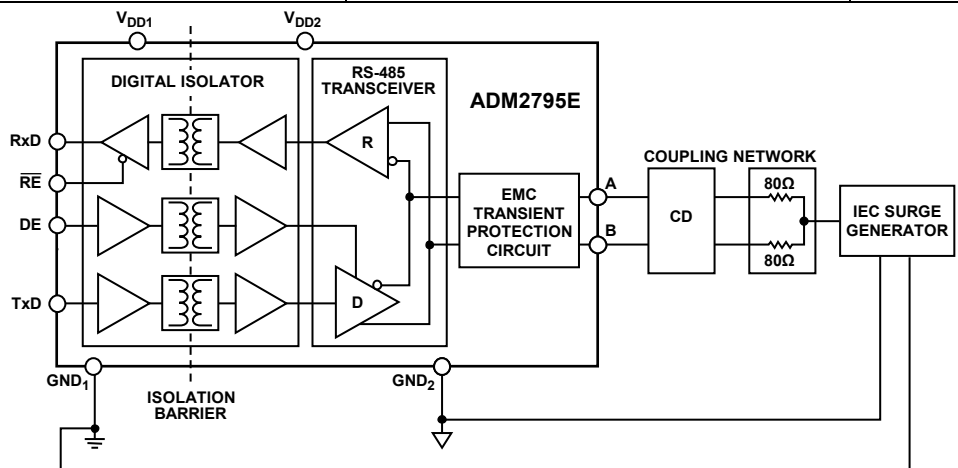 VDD1
VDD2
DIGITAL ISOLATOR
RS-485
TRANSCEIVER
ADM2795E
RxD
R
RE
DE
TxD
D
EMC
TRANSIENT
PROTECTION
CIRCUIT
A
B
COUPLING NETWORK
CD
80Ω
80Ω
IEC SURGE
GENERATOR
GND1
ISOLATION
BARRIER
GND2